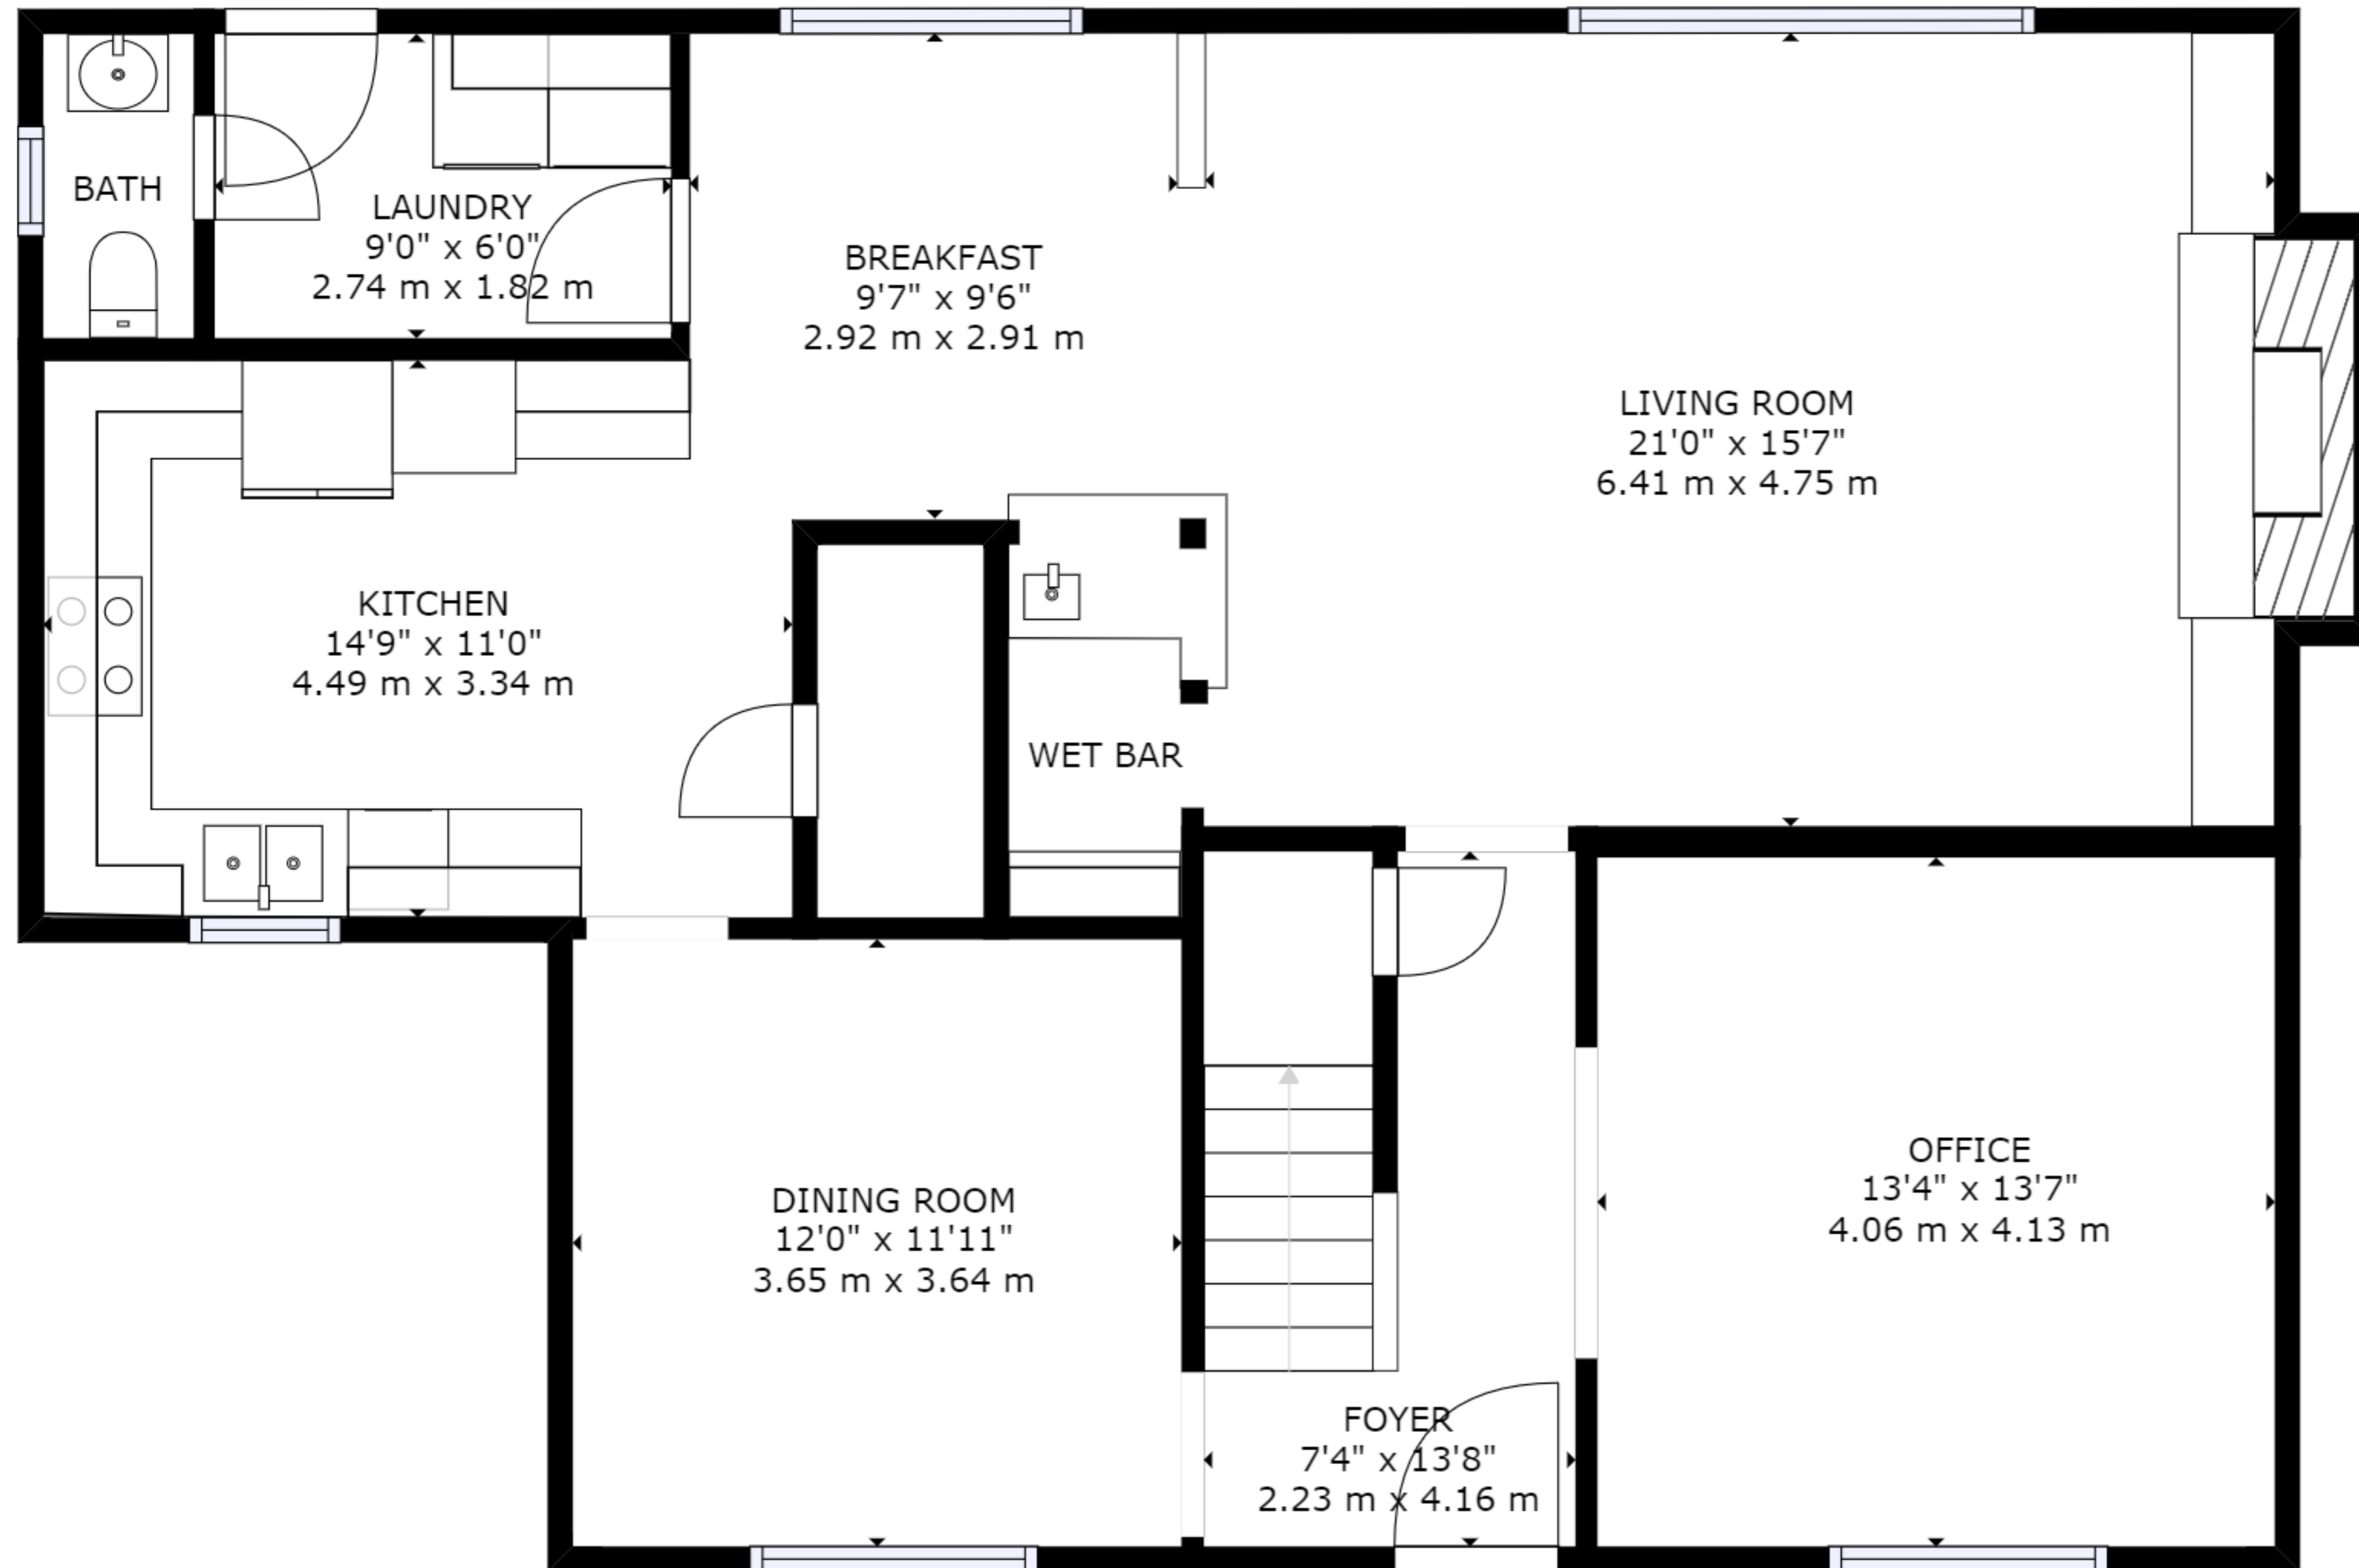 BATH
LAUNDRY
9'0" x 6'0"
2.74 m x 1.82 m
BREAKFAST
9'7" x 9'6"
2.92 m x 2.91 m
LIVING ROOM
21'0" x 15'7"
6.41 m x 4.75 m
KITCHEN
14'9" x 11'0"
4.49 m x 3.34 m
WET BAR
DINING ROOM
12'0" x 11'11"
3.65 m x 3.64 m
OFFICE
13'4" x 13'7"
4.06 m x 4.13 m
FOYER
7'4" x 13'8"
2.23 m x 4.16 m